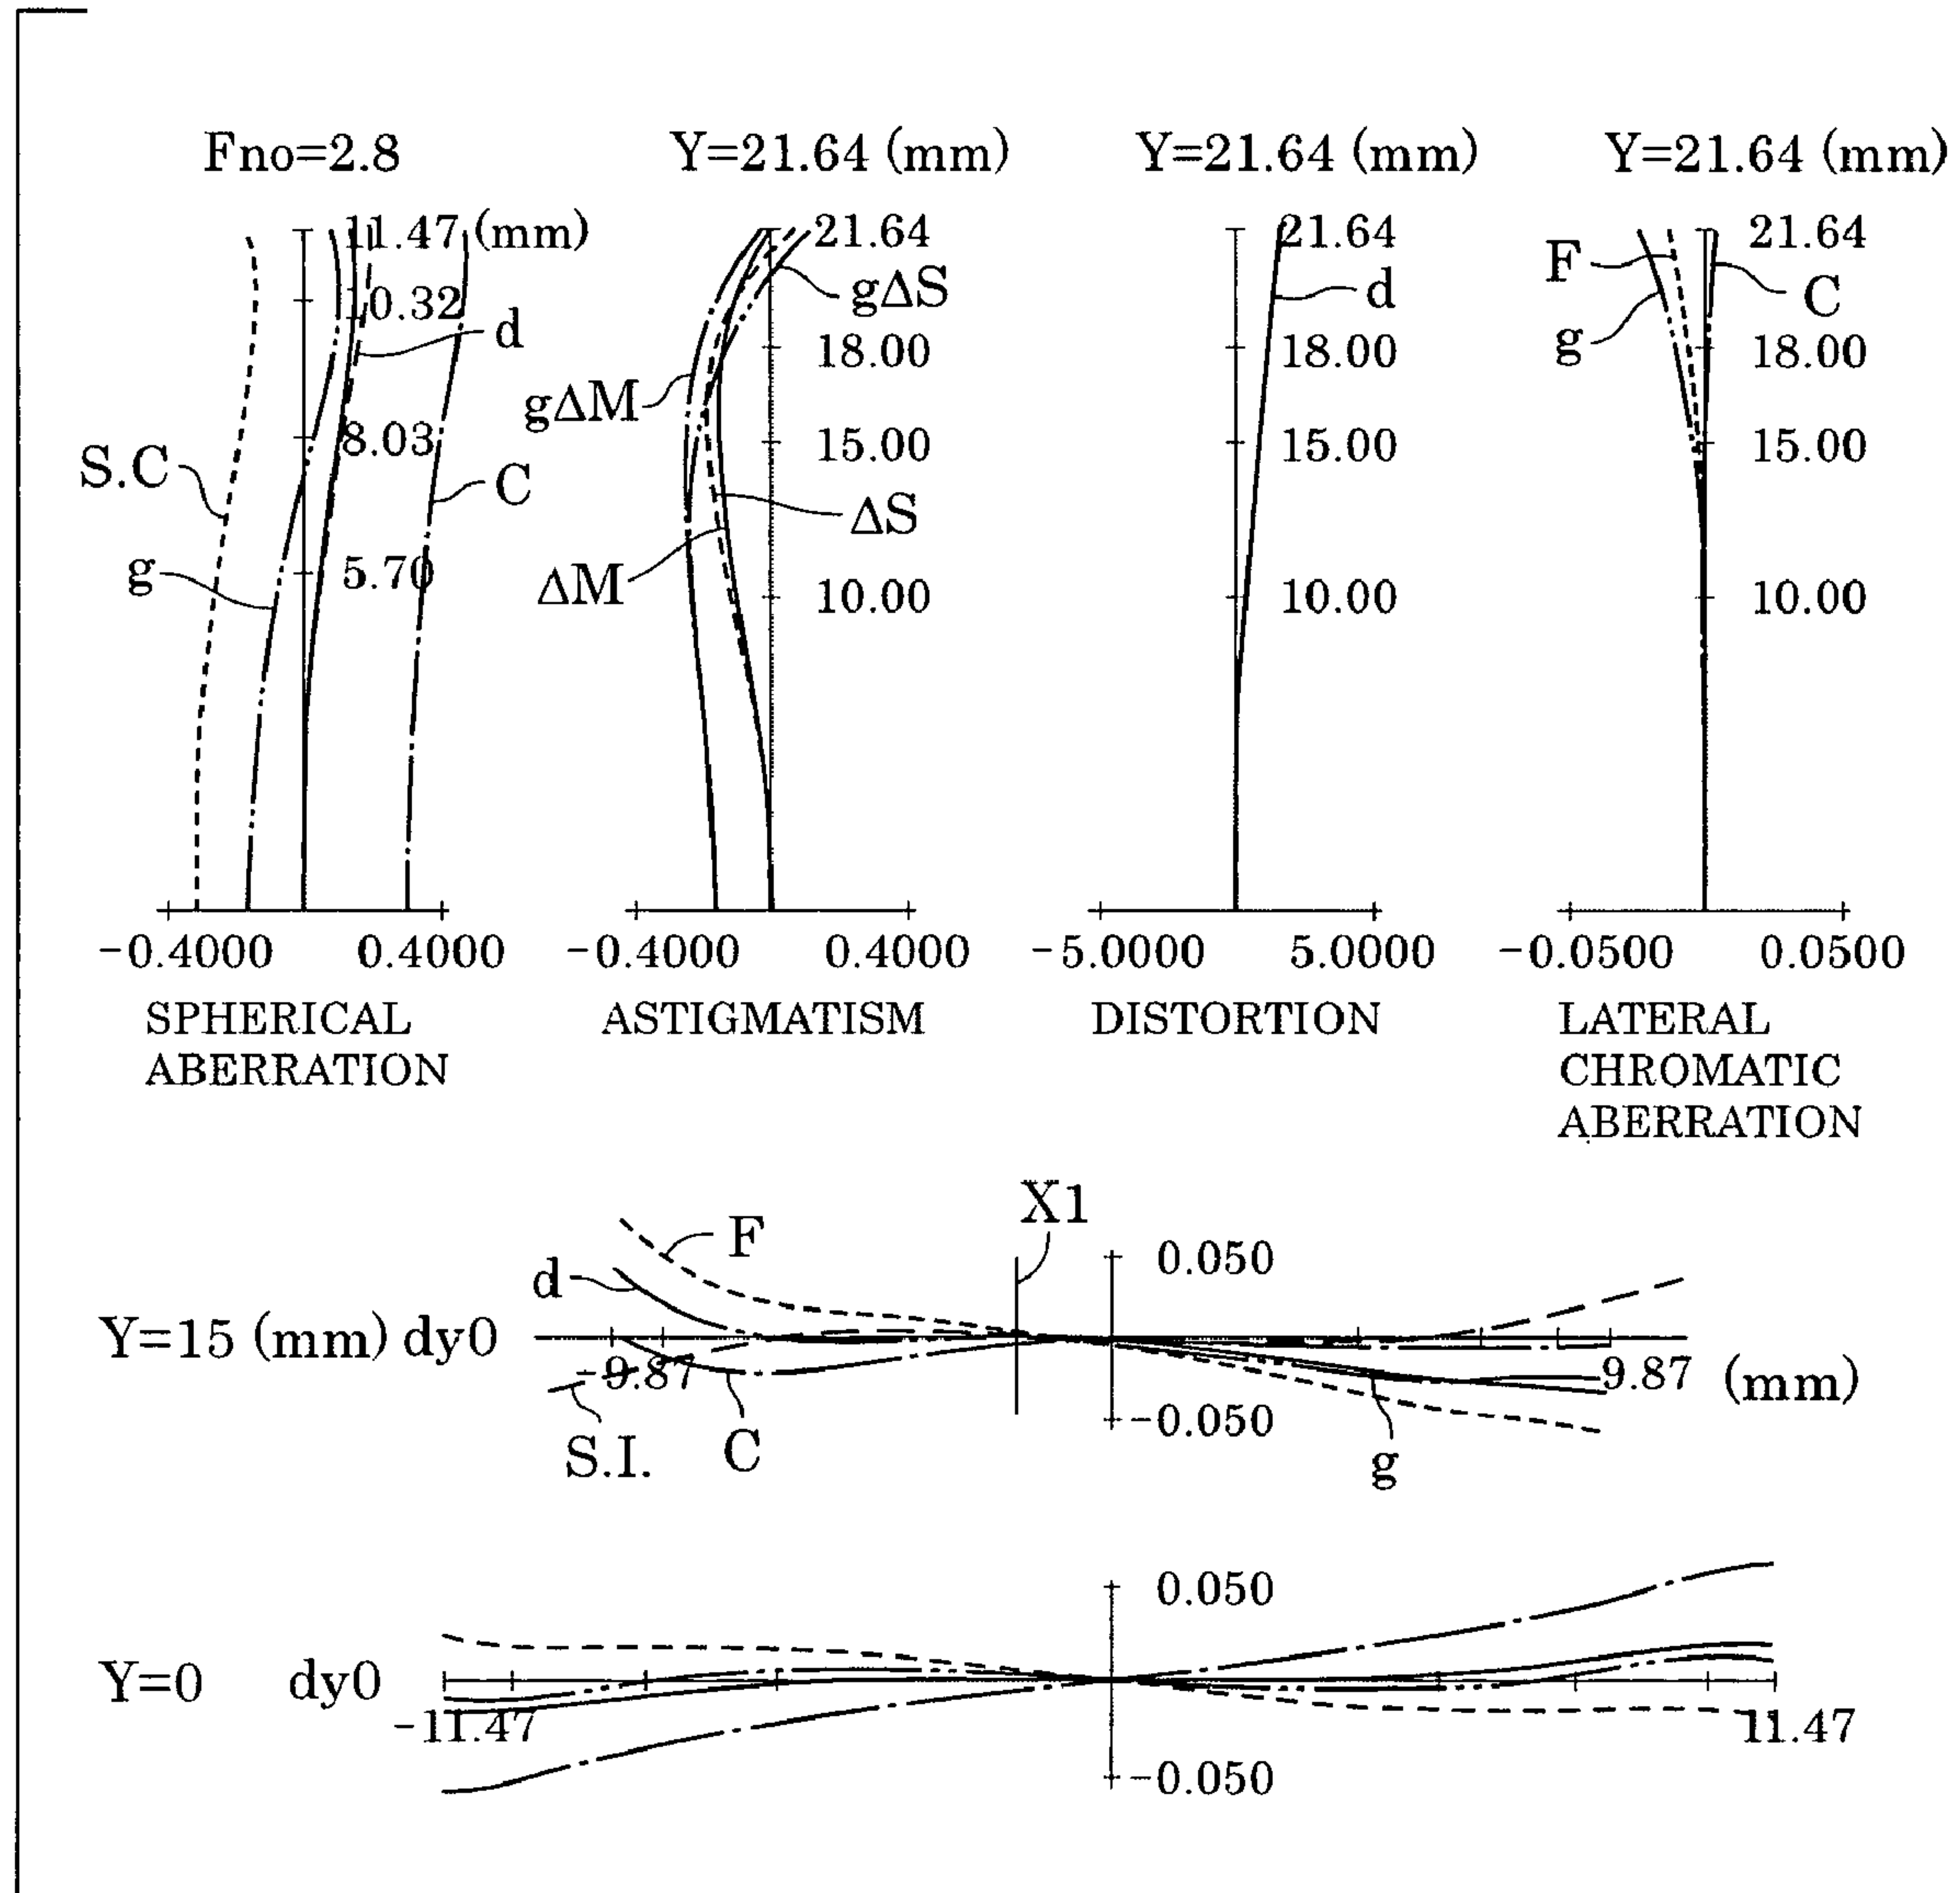 Fno=2.8
11.47 (mm)
10.32
8.03
5.70
d
C
S.C
g
-0.4000
0.4000
SPHERICAL
ABERRATION
Y=21.64 (mm)
21.64
18.00
15.00
10.00
gΔS
gΔM
ΔS
ΔM
-0.4000
0.4000
ASTIGMATISM
Y=21.64 (mm)
21.64
18.00
15.00
10.00
d
-5.0000
5.0000
DISTORTION
Y=21.64 (mm)
21.64
18.00
15.00
10.00
F
g
C
-0.0500
0.0500
LATERAL
CHROMATIC
ABERRATION
Y=15 (mm) dy0
F
d
X1
0.050
-0.050
-9.87
9.87 (mm)
S.I.
C
g
Y=0 dy0
0.050
-0.050
-11.47
11.47